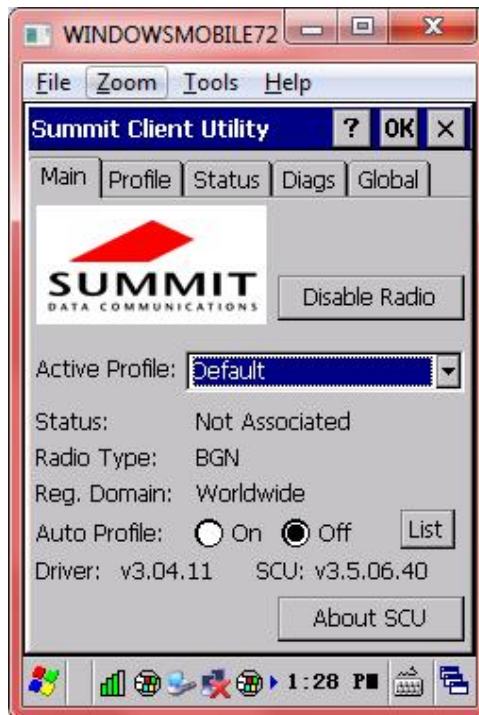 WINDOWSMOBILE72
File Zoom Tools Help
Summit Client Utility ? OK ×
Main Profile Status Diags Global
SUMMIT
DATA COMMUNICATIONS
Disable Radio
Active Profile: Default
Status: Not Associated
Radio Type: BGN
Reg. Domain: Worldwide
Auto Profile: On Off List
Driver: v3.04.11 SCU: v3.5.06.40
About SCU
1:28 PM